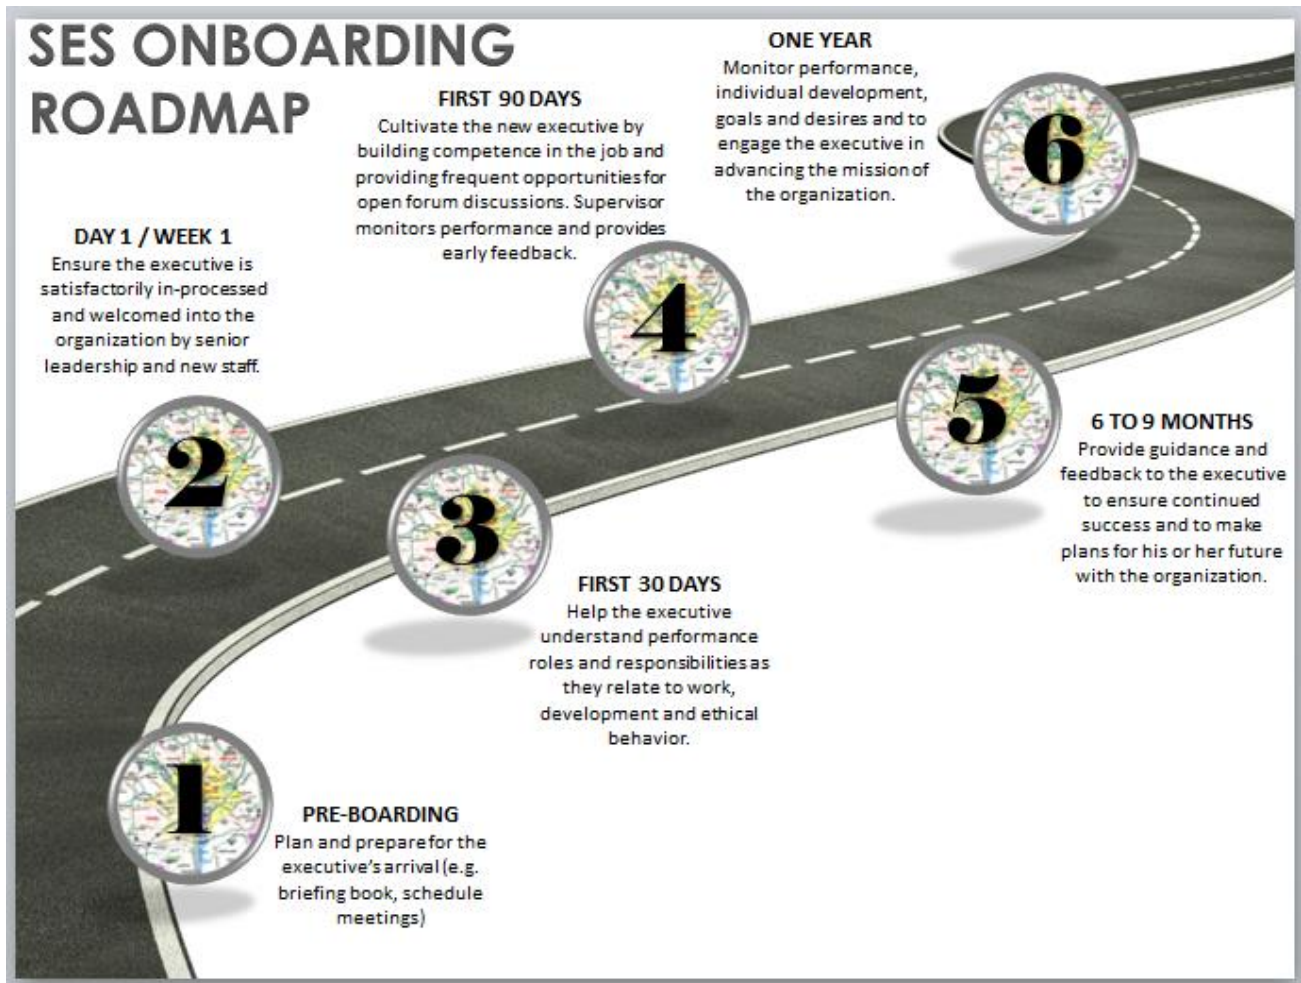 SES ONBOARDING
ROADMAP
1
PRE-BOARDING
Plan and prepare for the
executive's arrival (e.g.
briefing book, schedule
meetings)
2
DAY 1 / WEEK 1
Ensure the executive is
satisfactorily in-processed
and welcomed into the
organization by senior
leadership and new staff.
3
FIRST 30 DAYS
Help the executive
understand performance
roles and responsibilities as
they relate to work,
development and ethical
behavior.
4
FIRST 90 DAYS
Cultivate the new executive by
building competence in the job and
providing frequent opportunities for
open forum discussions. Supervisor
monitors performance and provides
early feedback.
5
6 TO 9 MONTHS
Provide guidance and
feedback to the executive
to ensure continued
success and to make
plans for his or her future
with the organization.
6
ONE YEAR
Monitor performance,
individual development,
goals and desires and to
engage the executive in
advancing the mission of
the organization.